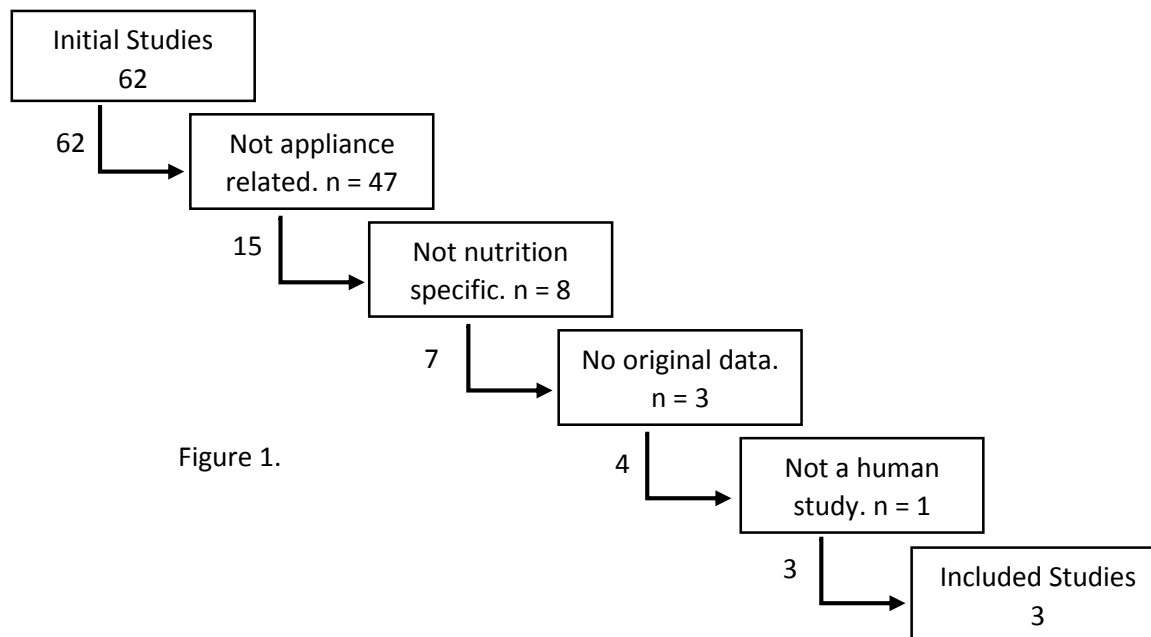 Initial Studies
62
62
Not appliance
related. n = 47
15
Not nutrition
specific. n = 8
7
No original data.
n = 3
Figure 1.
4
Not a human
study. n = 1
3
Included Studies
3